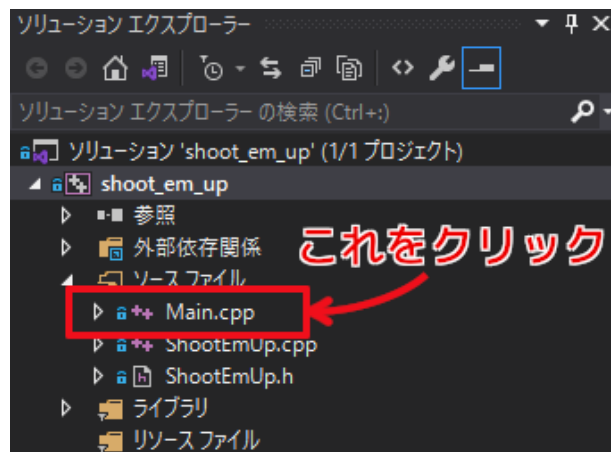 ソリューション エクスプローラー
ソリューション エクスプローラー の検索 (Ctrl+:)
ソリューション 'shoot_em_up' (1/1 プロジェクト)
shoot_em_up
参照
外部依存関係
これをクリック
ソース ファイル
Main.cpp
ShootEmUp.cpp
ShootEmUp.h
ライブラリ
リソース ファイル